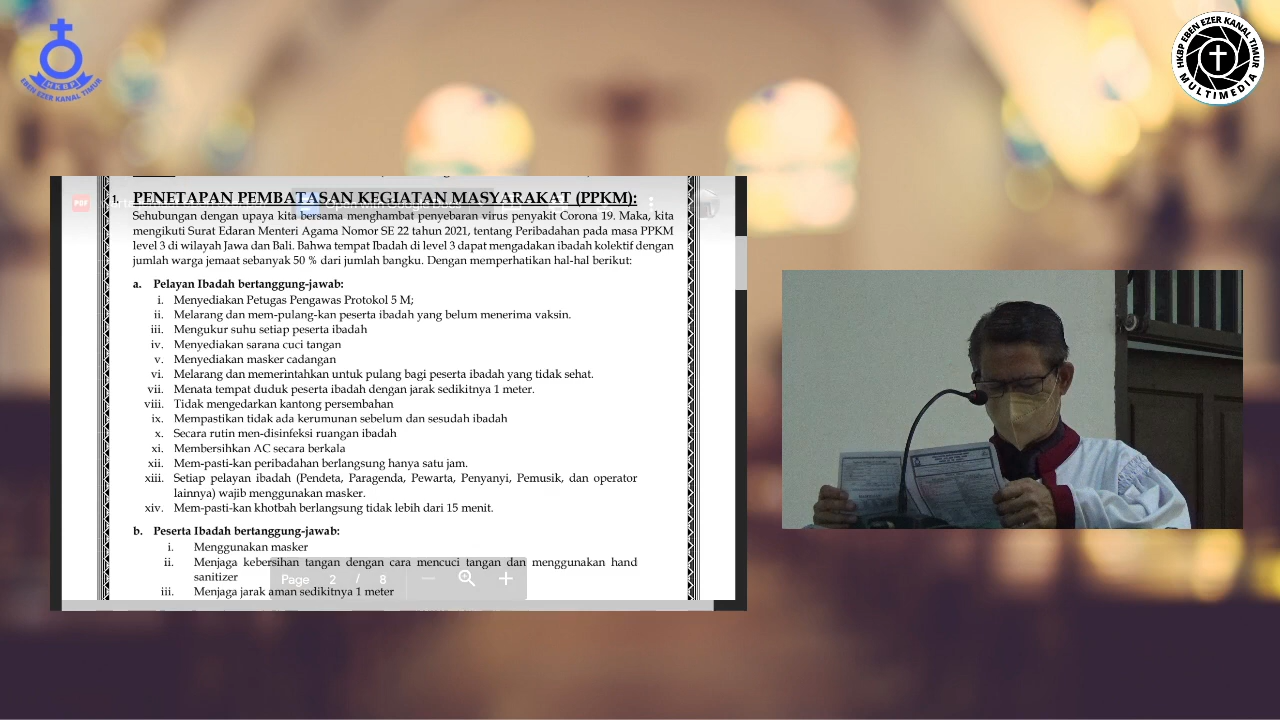 HKBP
EBEN EZER KANAL TIMUR
HKBP EBEN EZER KANAL TIMUR
MULTIMEDIA
1. PENETAPAN PEMBATASAN KEGIATAN MASYARAKAT (PPKM):
Sehubungan dengan upaya kita bersama menghambat penyebaran virus penyakit Corona 19. Maka, kita
mengikuti Surat Edaran Menteri Agama Nomor SE 22 tahun 2021, tentang Peribadahan pada masa PPKM
level 3 di wilayah Jawa dan Bali. Bahwa tempat Ibadah di level 3 dapat mengadakan ibadah kolektif dengan
jumlah warga jemaat sebanyak 50 % dari jumlah bangku. Dengan memperhatikan hal-hal berikut:
a. Pelayan Ibadah bertanggung-jawab:
i. Menyediakan Petugas Pengawas Protokol 5 M;
ii. Melarang dan mem-pulang-kan peserta ibadah yang belum menerima vaksin.
iii. Mengukur suhu setiap peserta ibadah
iv. Menyediakan sarana cuci tangan
v. Menyediakan masker cadangan
vi. Melarang dan memerintahkan untuk pulang bagi peserta ibadah yang tidak sehat.
vii. Menata tempat duduk peserta ibadah dengan jarak sedikitnya 1 meter.
viii. Tidak mengedarkan kantong persembahan
ix. Mempastikan tidak ada kerumunan sebelum dan sesudah ibadah
x. Secara rutin men-disinfeksi ruangan ibadah
xi. Membersihkan AC secara berkala
xii. Mem-pasti-kan peribadahan berlangsung hanya satu jam.
xiii. Setiap pelayan ibadah (Pendeta, Paragenda, Pewarta, Penyanyi, Pemusik, dan operator
lainnya) wajib menggunakan masker.
xiv. Mem-pasti-kan khotbah berlangsung tidak lebih dari 15 menit.
b. Peserta Ibadah bertanggung-jawab:
i. Menggunakan masker
ii. Menjaga kebersihan tangan dengan cara mencuci tangan dan menggunakan hand
sanitizer
iii. Menjaga jarak aman sedikitnya 1 meter
Page 2 / 8